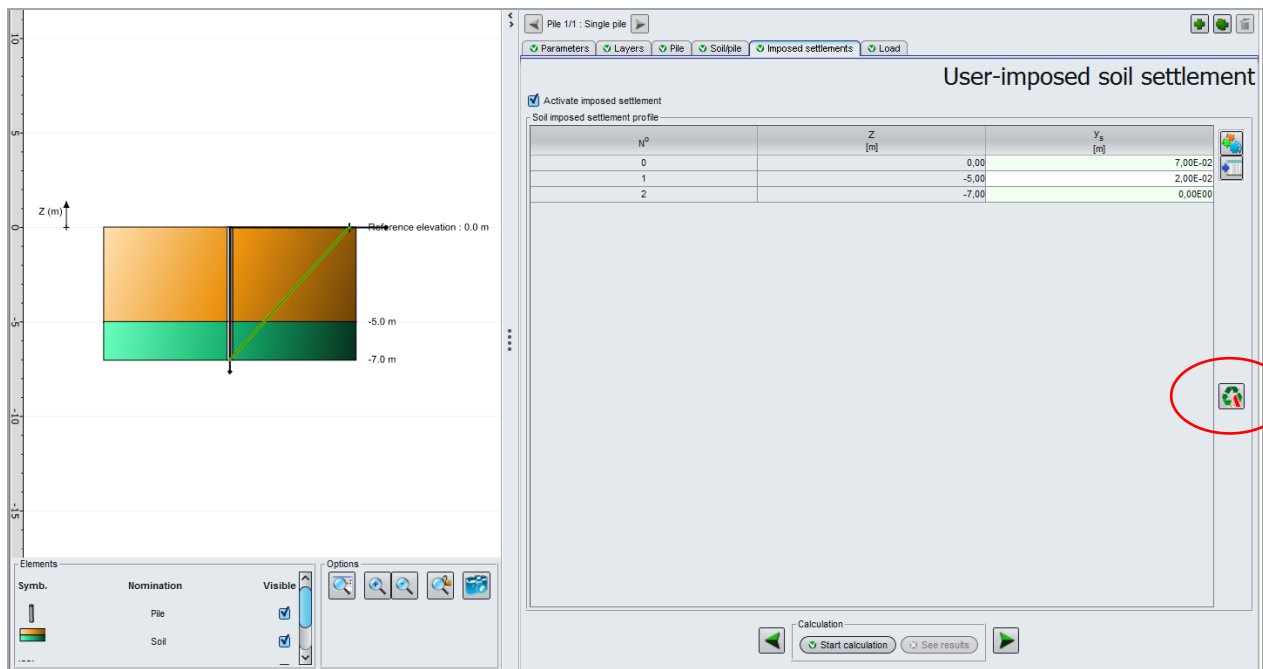 Pile 1/1 : Single pile
Parameters Layers Pile Soil/pile Imposed settlements Load
User-imposed soil settlement
Activate imposed settlement
Soil imposed settlement profile
N° Z [m] y_s [m]
0 0,00 7,00E-02
1 -5,00 2,00E-02
2 -7,00 0,00E00
10
5
0
-5
-10
-15
Z (m)
Reference elevation : 0.0 m
-5.0 m
-7.0 m
Elements
Symb. Nomination Visible
Pile
Soil
Options
Calculation
Start calculation See results